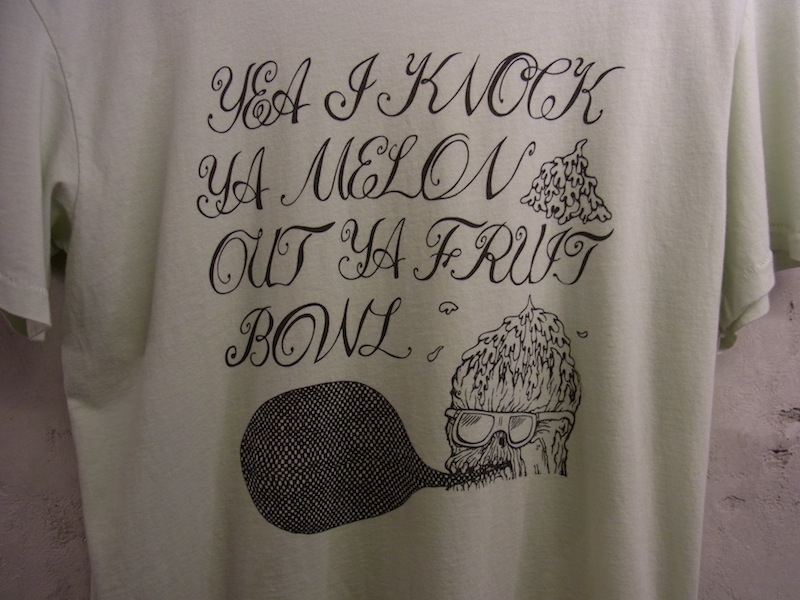 YEA I KNOCK
YA MELON
OUT YA FRUIT
BOWL